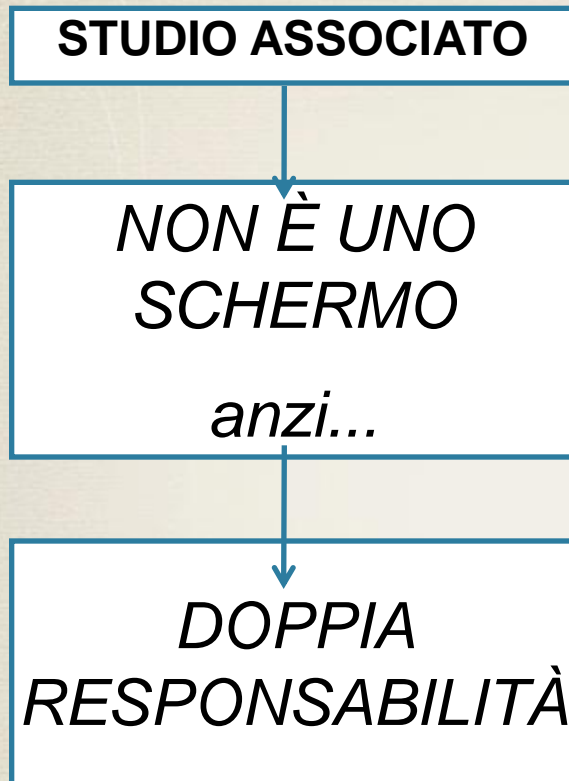 STUDIO ASSOCIATO
NON È UNO
SCHERMO
anzi...
DOPPIA
RESPONSABILITÀ